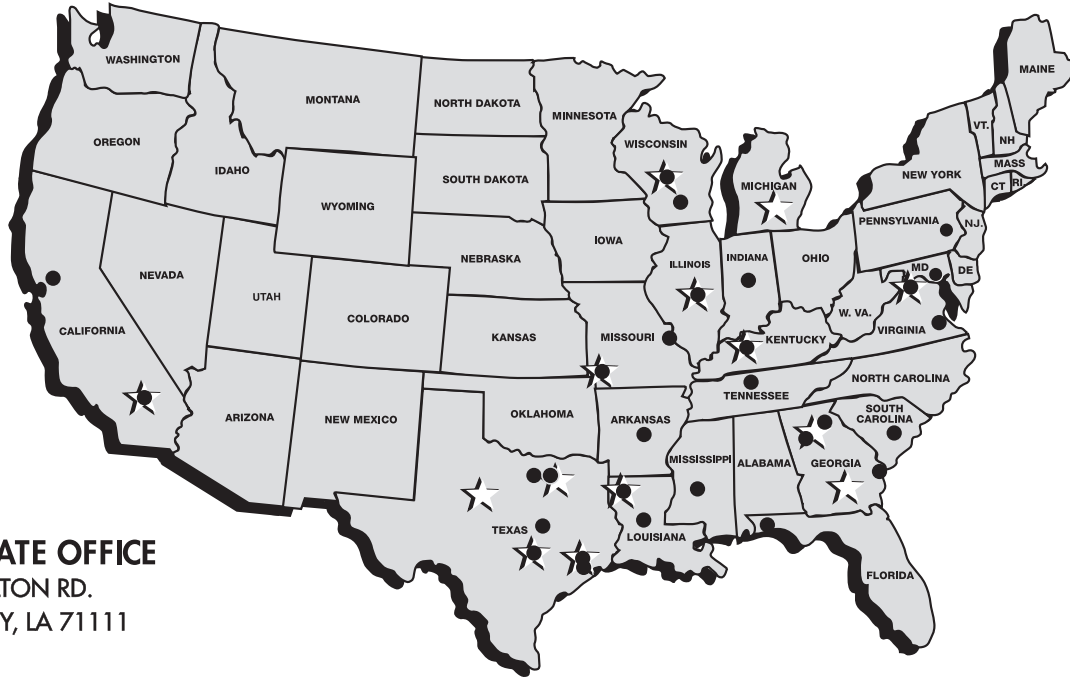 WASHINGTON
MAINE
MONTANA
NORTH DAKOTA
MINNESOTA
VT.
OREGON
NH
WISCONSIN
MASS
IDAHO
SOUTH DAKOTA
MICHIGAN
NEW YORK
CT
RI
WYOMING
PENNSYLVANIA
NJ.
IOWA
NEBRASKA
ILLINOIS
INDIANA
OHIO
MD
DE
NEVADA
UTAH
W. VA.
COLORADO
CALIFORNIA
KANSAS
MISSOURI
KENTUCKY
VIRGINIA
NORTH CAROLINA
TENNESSEE
ARIZONA
NEW MEXICO
OKLAHOMA
ARKANSAS
SOUTH
CAROLINA
MISSISSIPPI
ALABAMA
GEORGIA
TEXAS
LOUISIANA
FLORIDA
ATE OFFICE
TON RD.
Y, LA 71111